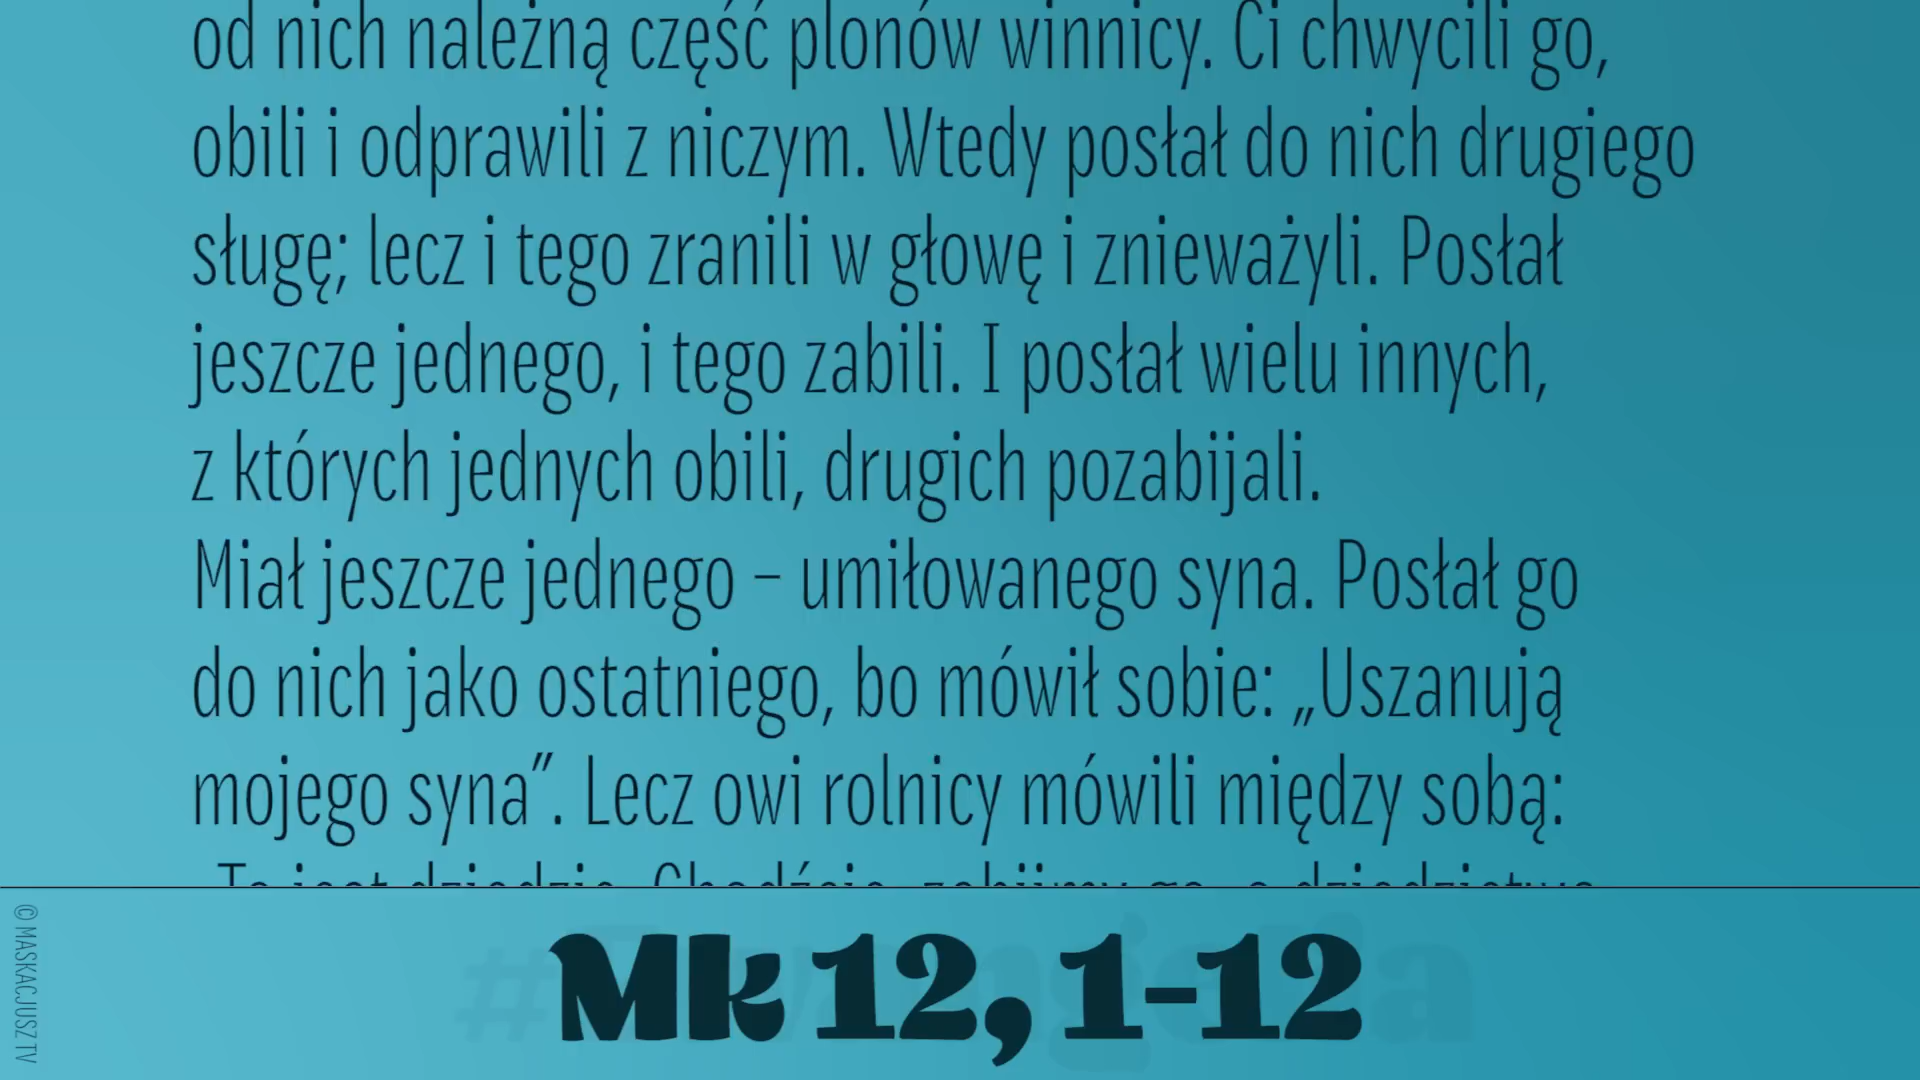 od nich należną część plonów winnicy. Ci chwycili go,
obili i odprawili z niczym. Wtedy posłał do nich drugiego
sługę; lecz i tego zranili w głowę i znieważyli. Posłał
jeszcze jednego, i tego zabili. I posłał wielu innych,
z których jednych obili, drugich pozabijali.
Miał jeszcze jednego – umiłowanego syna. Posłał go
do nich jako ostatniego, bo mówił sobie: „Uszanują
mojego syna”. Lecz owi rolnicy mówili między sobą:
Mk 12, 1-12
© MASKACJUSZ TV